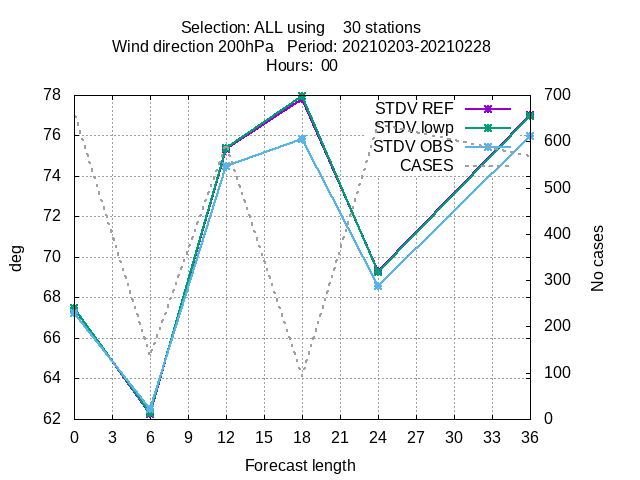 Selection: ALL using    30 stations
Wind direction 200hPa   Period: 20210203-20210228
Hours:  00
78 700
STDV REF
76 600
STDV lowp
STDV OBS
CASES
74 500
72
70 400
deg
No cases
68 300
66 200
64 100
62 0
0 3 6 9 12 15 18 21 24 27 30 33 36
Forecast length